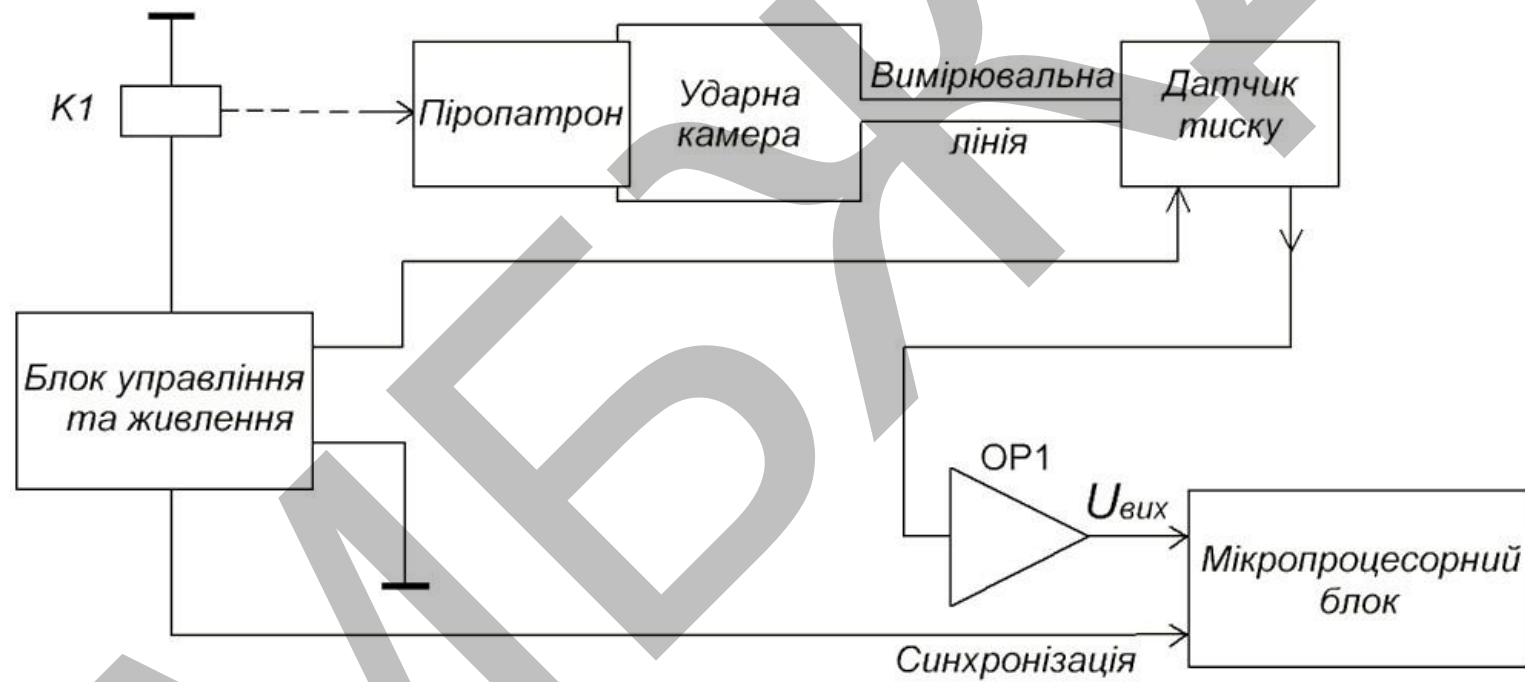 K1
Піропатрон
Ударна
камера
Вимірювальна
лінія
Датчик
тиску
Блок управління
та живлення
OP1
Uвих
Мікропроцесорний
блок
Синхронізація